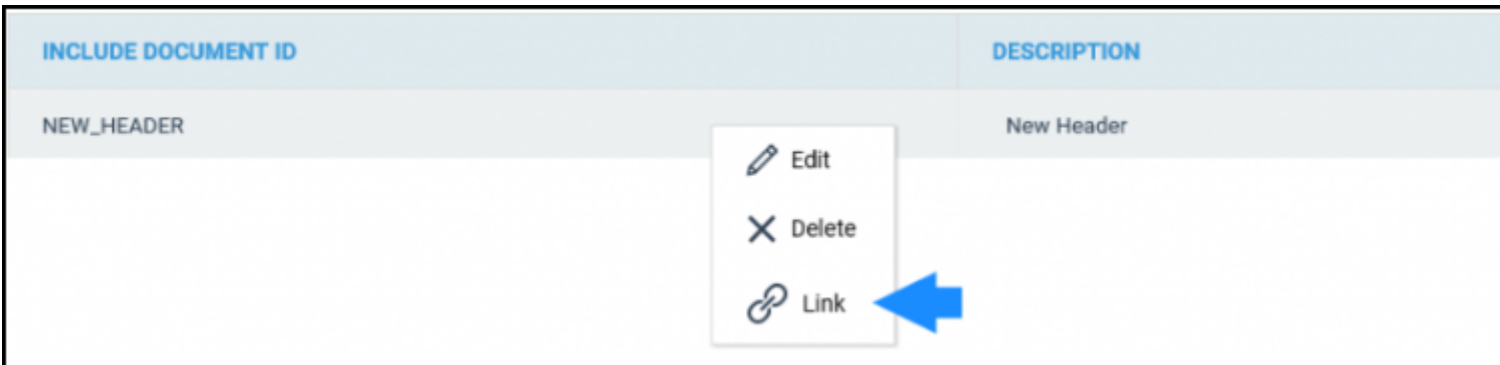 INCLUDE DOCUMENT ID DESCRIPTION
NEW_HEADER New Header
Edit
Delete
Link